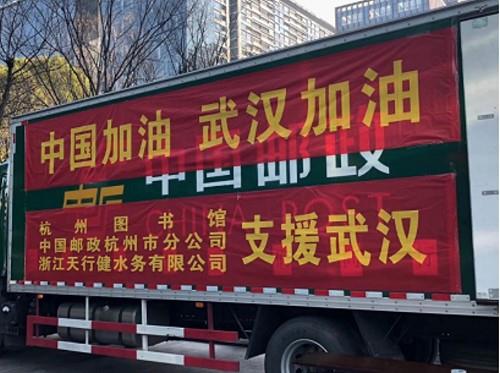 中国加油 武汉加油
中国邮政
CHINA POST
杭州图书馆
中国邮政杭州市分公司
浙江天行健水务有限公司
支援武汉